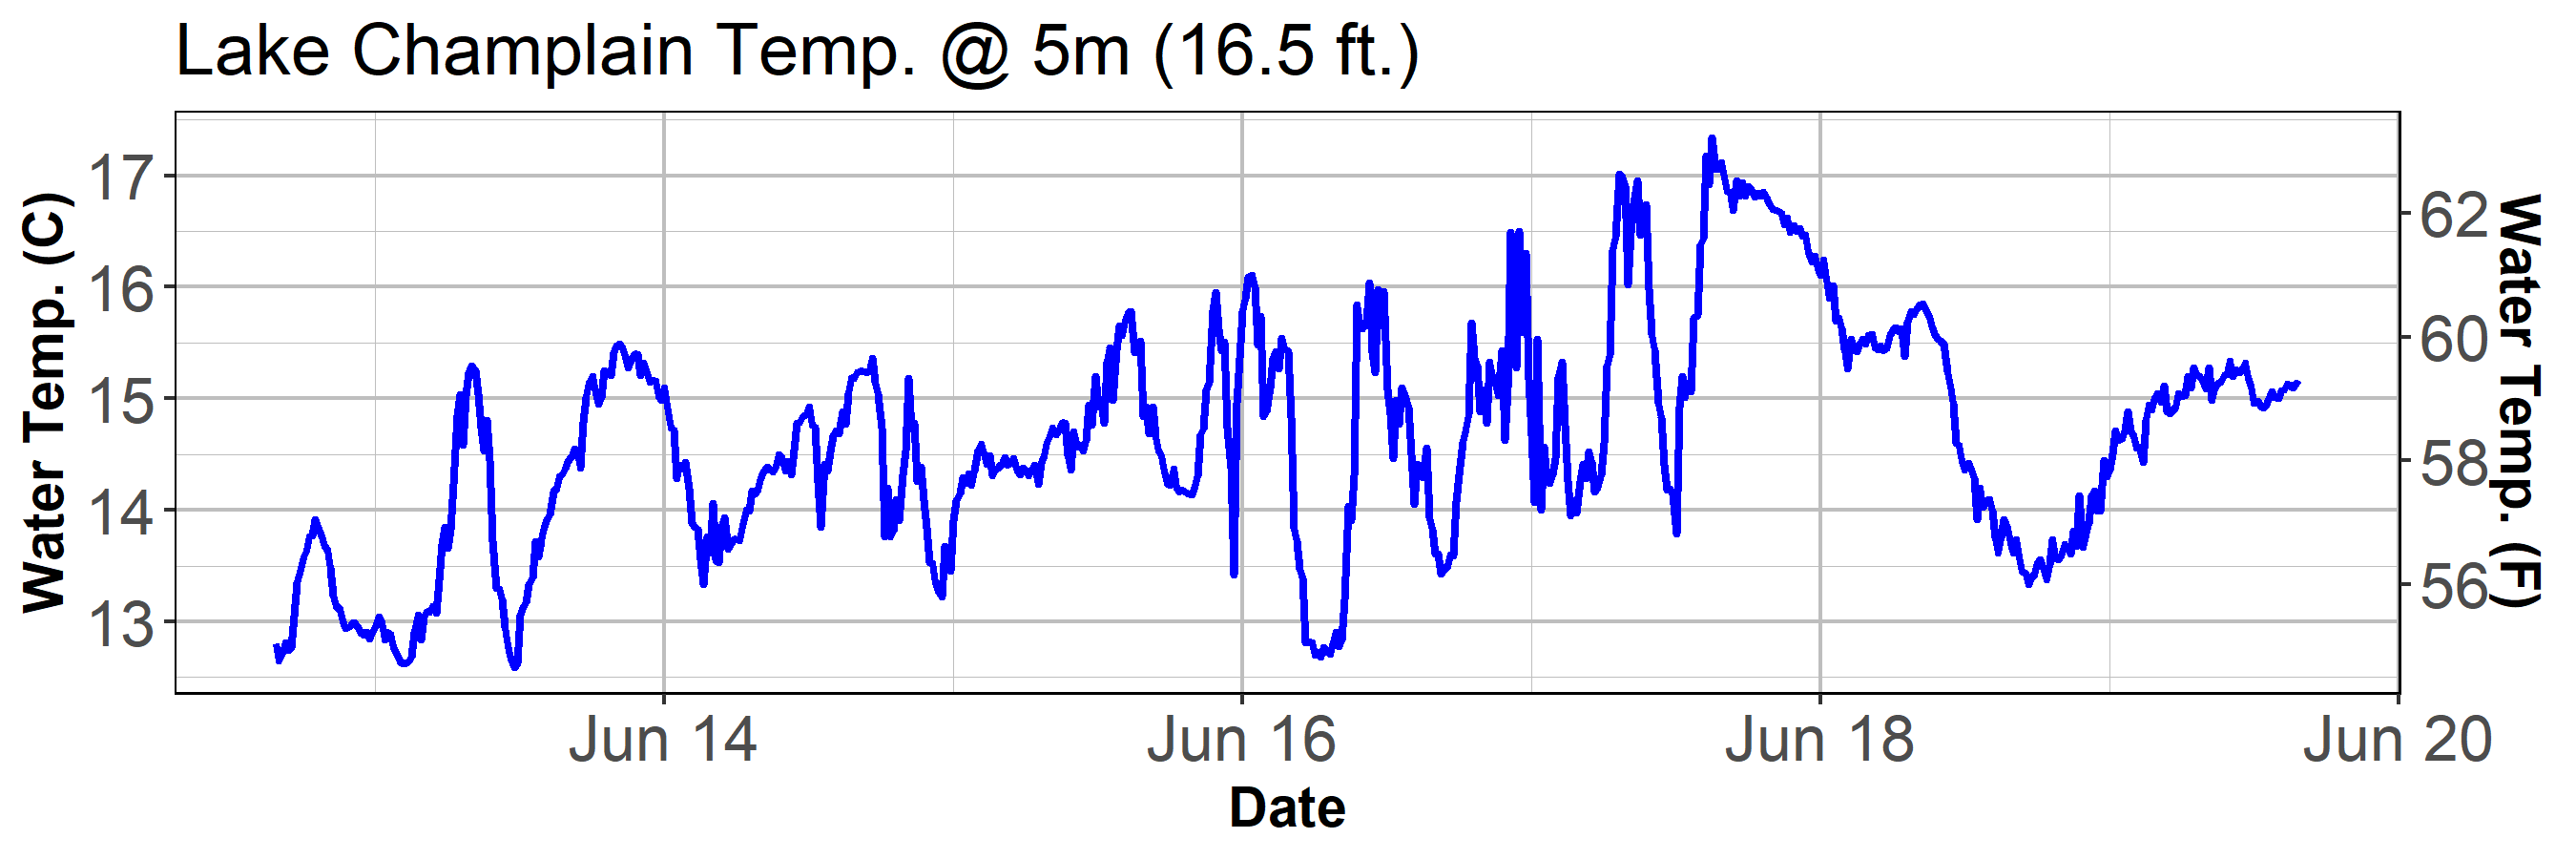 Lake Champlain Temp. @ 5m (16.5 ft.)
Water Temp. (C)
17
16
15
14
13
62
60
58
56
Water Temp. (F)
Jun 14 Jun 16 Jun 18 Jun 20
Date